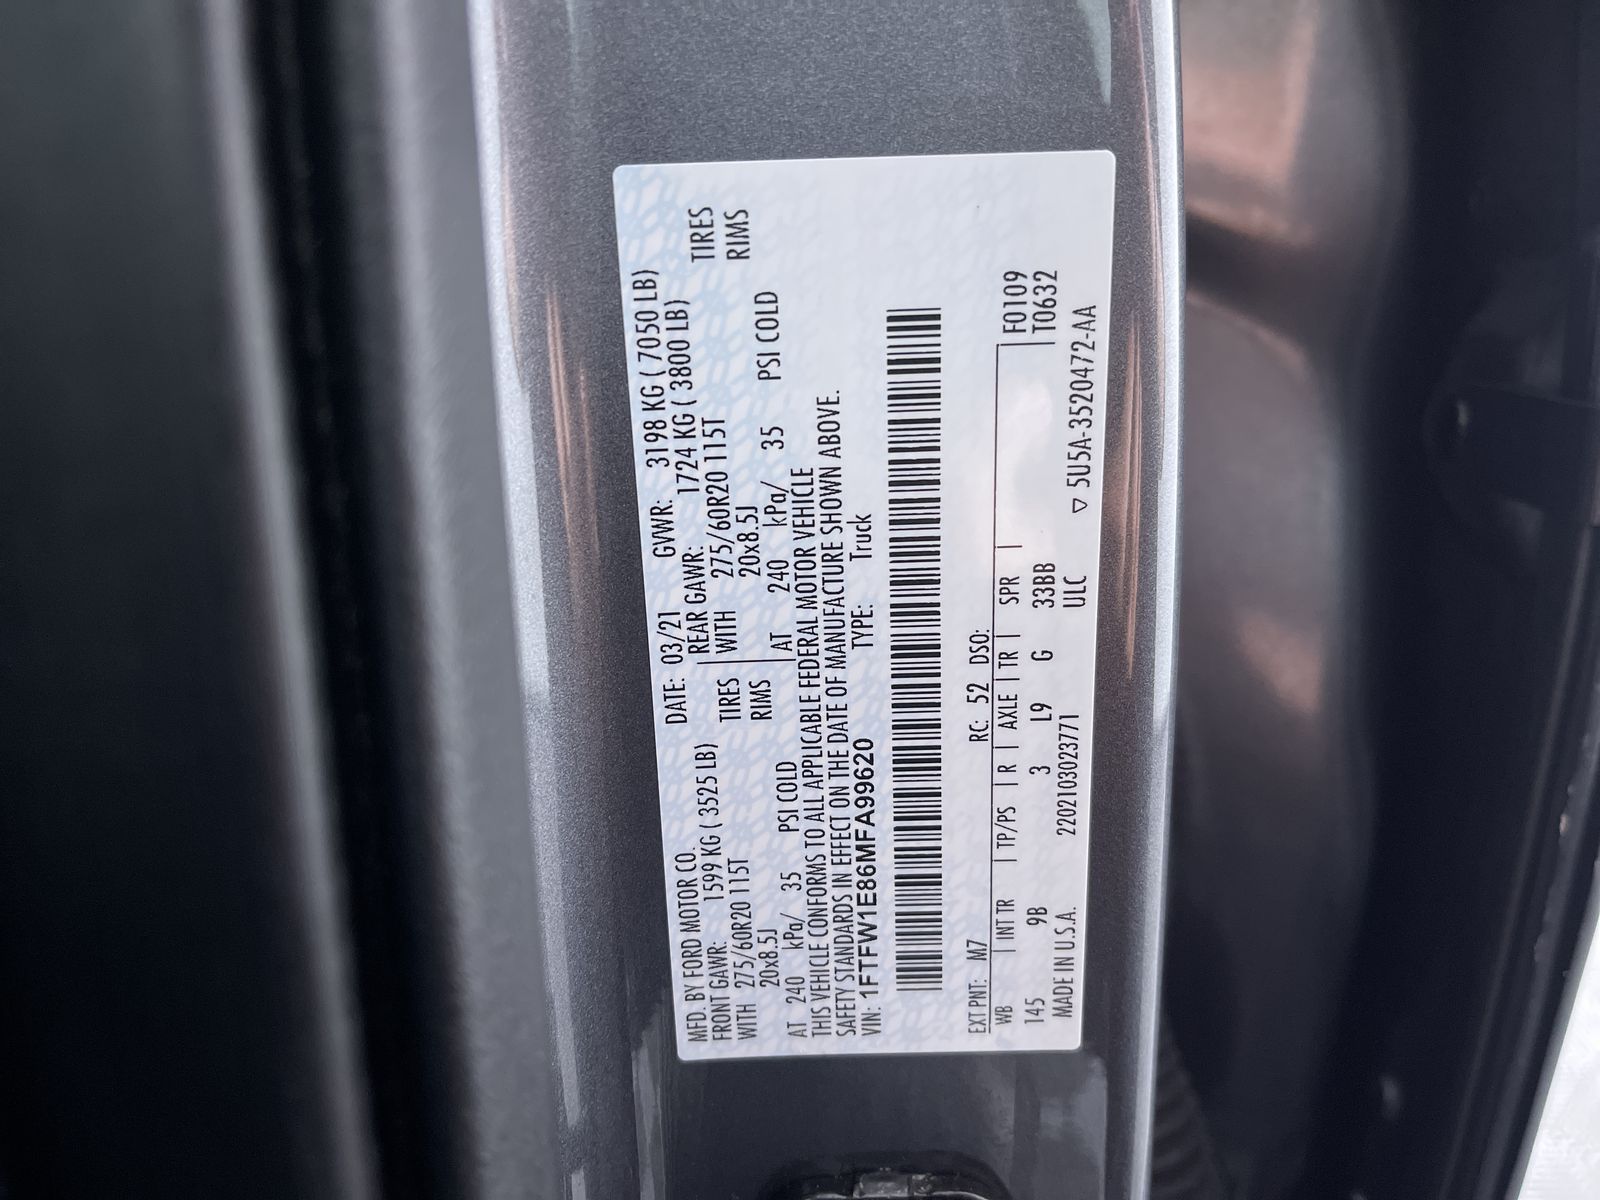 MFD. BY FORD MOTOR CO. DATE: 03/21 GVWR: 3198 KG ( 7050 LB)
FRONT GAWR: 1599 KG ( 3525 LB) REAR GAWR: 1724 KG ( 3800 LB)
WITH 275/60R20 115T TIRES WITH 275/60R20 115T TIRES
20x8.5J RIMS 20x8.5J RIMS
AT 240 kPa/ 35 PSI COLD AT 240 kPa/ 35 PSI COLD
THIS VEHICLE CONFORMS TO ALL APPLICABLE FEDERAL MOTOR VEHICLE
SAFETY STANDARDS IN EFFECT ON THE DATE OF MANUFACTURE SHOWN ABOVE.
VIN: 1FTFW1E86MFA99620 TYPE: Truck
EXT PNT: M7 RC: 52 DSO:
WB | INT TR | TP/PS | R | AXLE | TR | SPR | F0109
145 9B 3 L9 G 33BB T0632
MADE IN U.S.A. 2202103023771 ULC
▽ 5U5A-3520472-AA